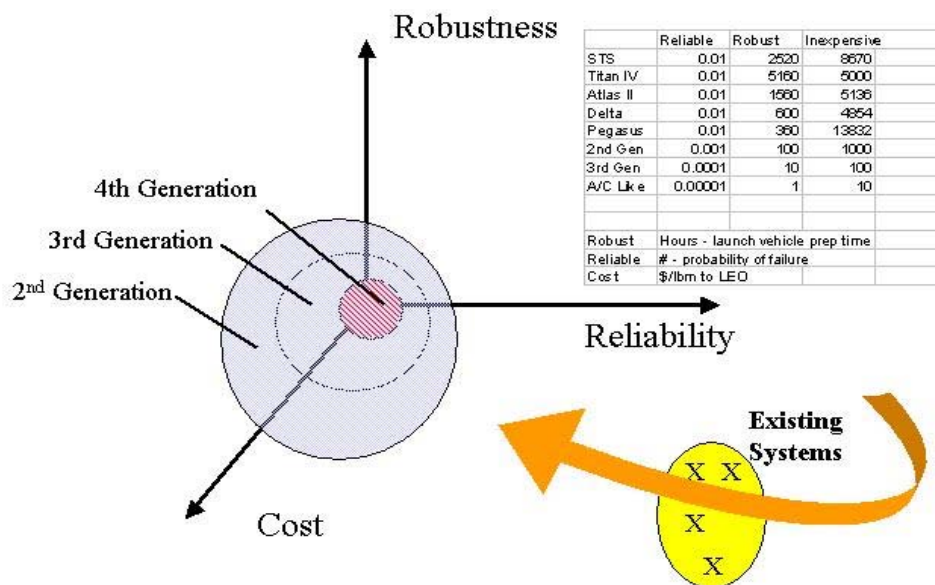 Robustness
Reliable Robust Inexpensive
STS 0.01 2520 8670
Titan IV 0.01 5160 5000
Atlas II 0.01 1560 5136
Delta 0.01 600 4854
Pegasus 0.01 360 13832
2nd Gen 0.001 100 1000
3rd Gen 0.0001 10 100
A/C Like 0.00001 1 10
Robust Hours - launch vehicle prep time
Reliable # - probability of failure
Cost $/lbm to LEO
4th Generation
3rd Generation
2nd Generation
Reliability
Cost
Existing
Systems
X X
X
X